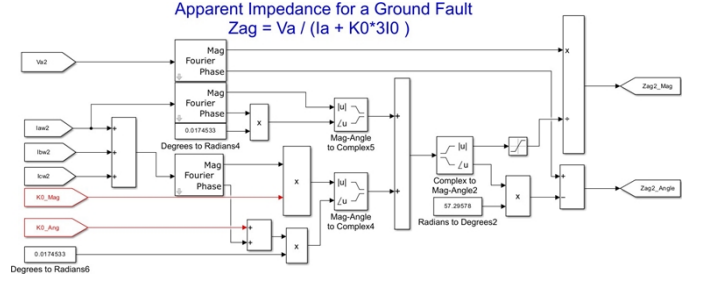 Apparent Impedance for a Ground Fault
Zag = Va / (Ia + K0*3I0 )
Va2
Mag
Fourier
Phase
x
÷
Zag2_Mag
Mag
Fourier
Phase
0.0174533
Degrees to Radians4
x
|u|
∠u
Mag-Angle
to Complex5
Iaw2
Ibw2
Icw2
+
+
+
Mag
Fourier
Phase
K0_Mag
x
|u|
∠u
Mag-Angle
to Complex4
+
+
|u|
∠u
Complex to
Mag-Angle2
57.29578
Radians to Degrees2
x
+
−
Zag2_Angle
K0_Ang
+
+
x
0.0174533
Degrees to Radians6